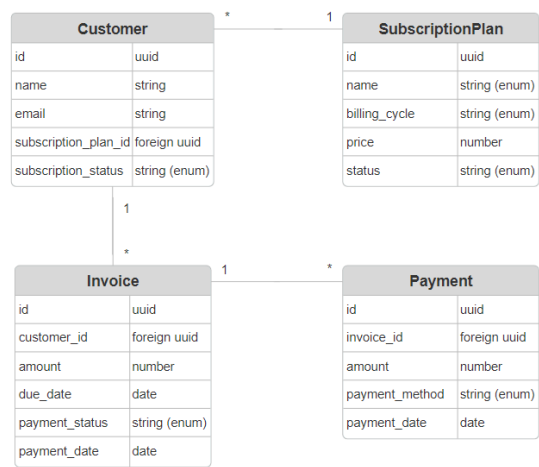 Customer
* 1
SubscriptionPlan
id uuid
name string
email string
subscription_plan_id foreign uuid
subscription_status string (enum)
id uuid
name string (enum)
billing_cycle string (enum)
price number
status string (enum)
1
*
Invoice
1 *
Payment
id uuid
customer_id foreign uuid
amount number
due_date date
payment_status string (enum)
payment_date date
id uuid
invoice_id foreign uuid
amount number
payment_method string (enum)
payment_date date